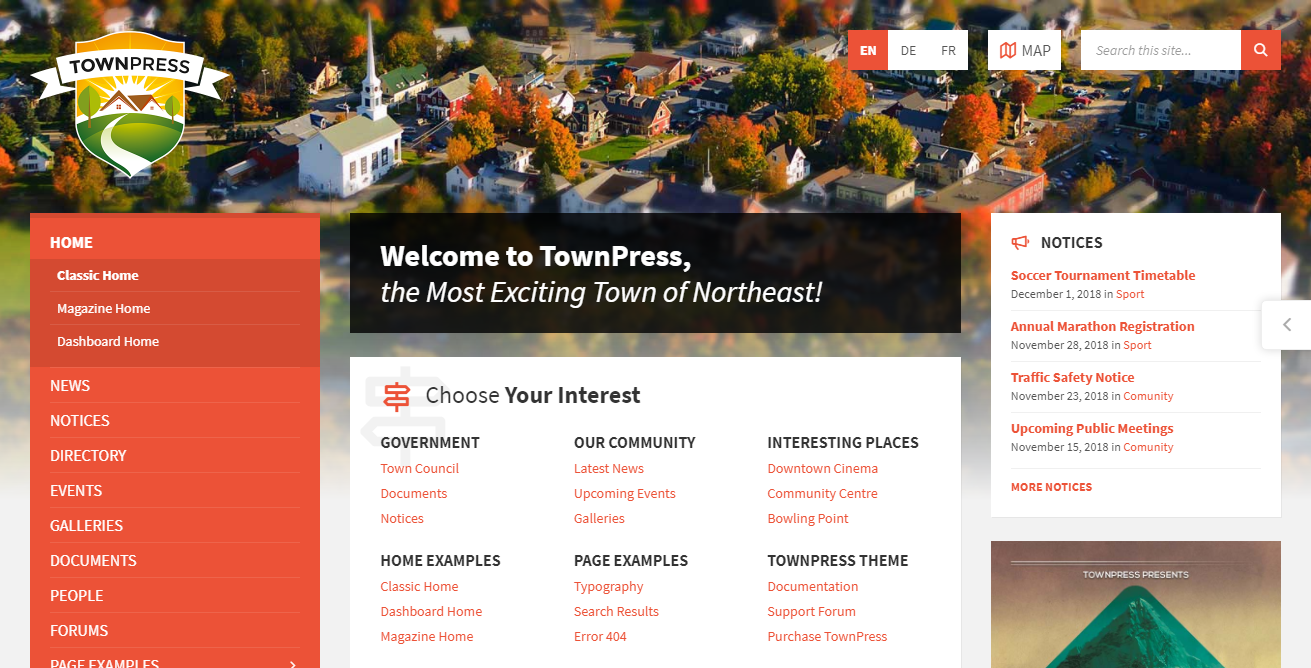 TOWNPRESS
EN DE FR
MAP
Search this site...
HOME
Classic Home
Magazine Home
Dashboard Home
NEWS
NOTICES
DIRECTORY
EVENTS
GALLERIES
DOCUMENTS
PEOPLE
FORUMS
PAGE EXAMPLES
Welcome to TownPress,
the Most Exciting Town of Northeast!
Choose Your Interest
GOVERNMENT
Town Council
Documents
Notices
OUR COMMUNITY
Latest News
Upcoming Events
Galleries
INTERESTING PLACES
Downtown Cinema
Community Centre
Bowling Point
HOME EXAMPLES
Classic Home
Dashboard Home
Magazine Home
PAGE EXAMPLES
Typography
Search Results
Error 404
TOWNPRESS THEME
Documentation
Support Forum
Purchase TownPress
NOTICES
Soccer Tournament Timetable
December 1, 2018 in Sport
Annual Marathon Registration
November 28, 2018 in Sport
Traffic Safety Notice
November 23, 2018 in Comunity
Upcoming Public Meetings
November 15, 2018 in Comunity
MORE NOTICES
TOWNPRESS PRESENTS